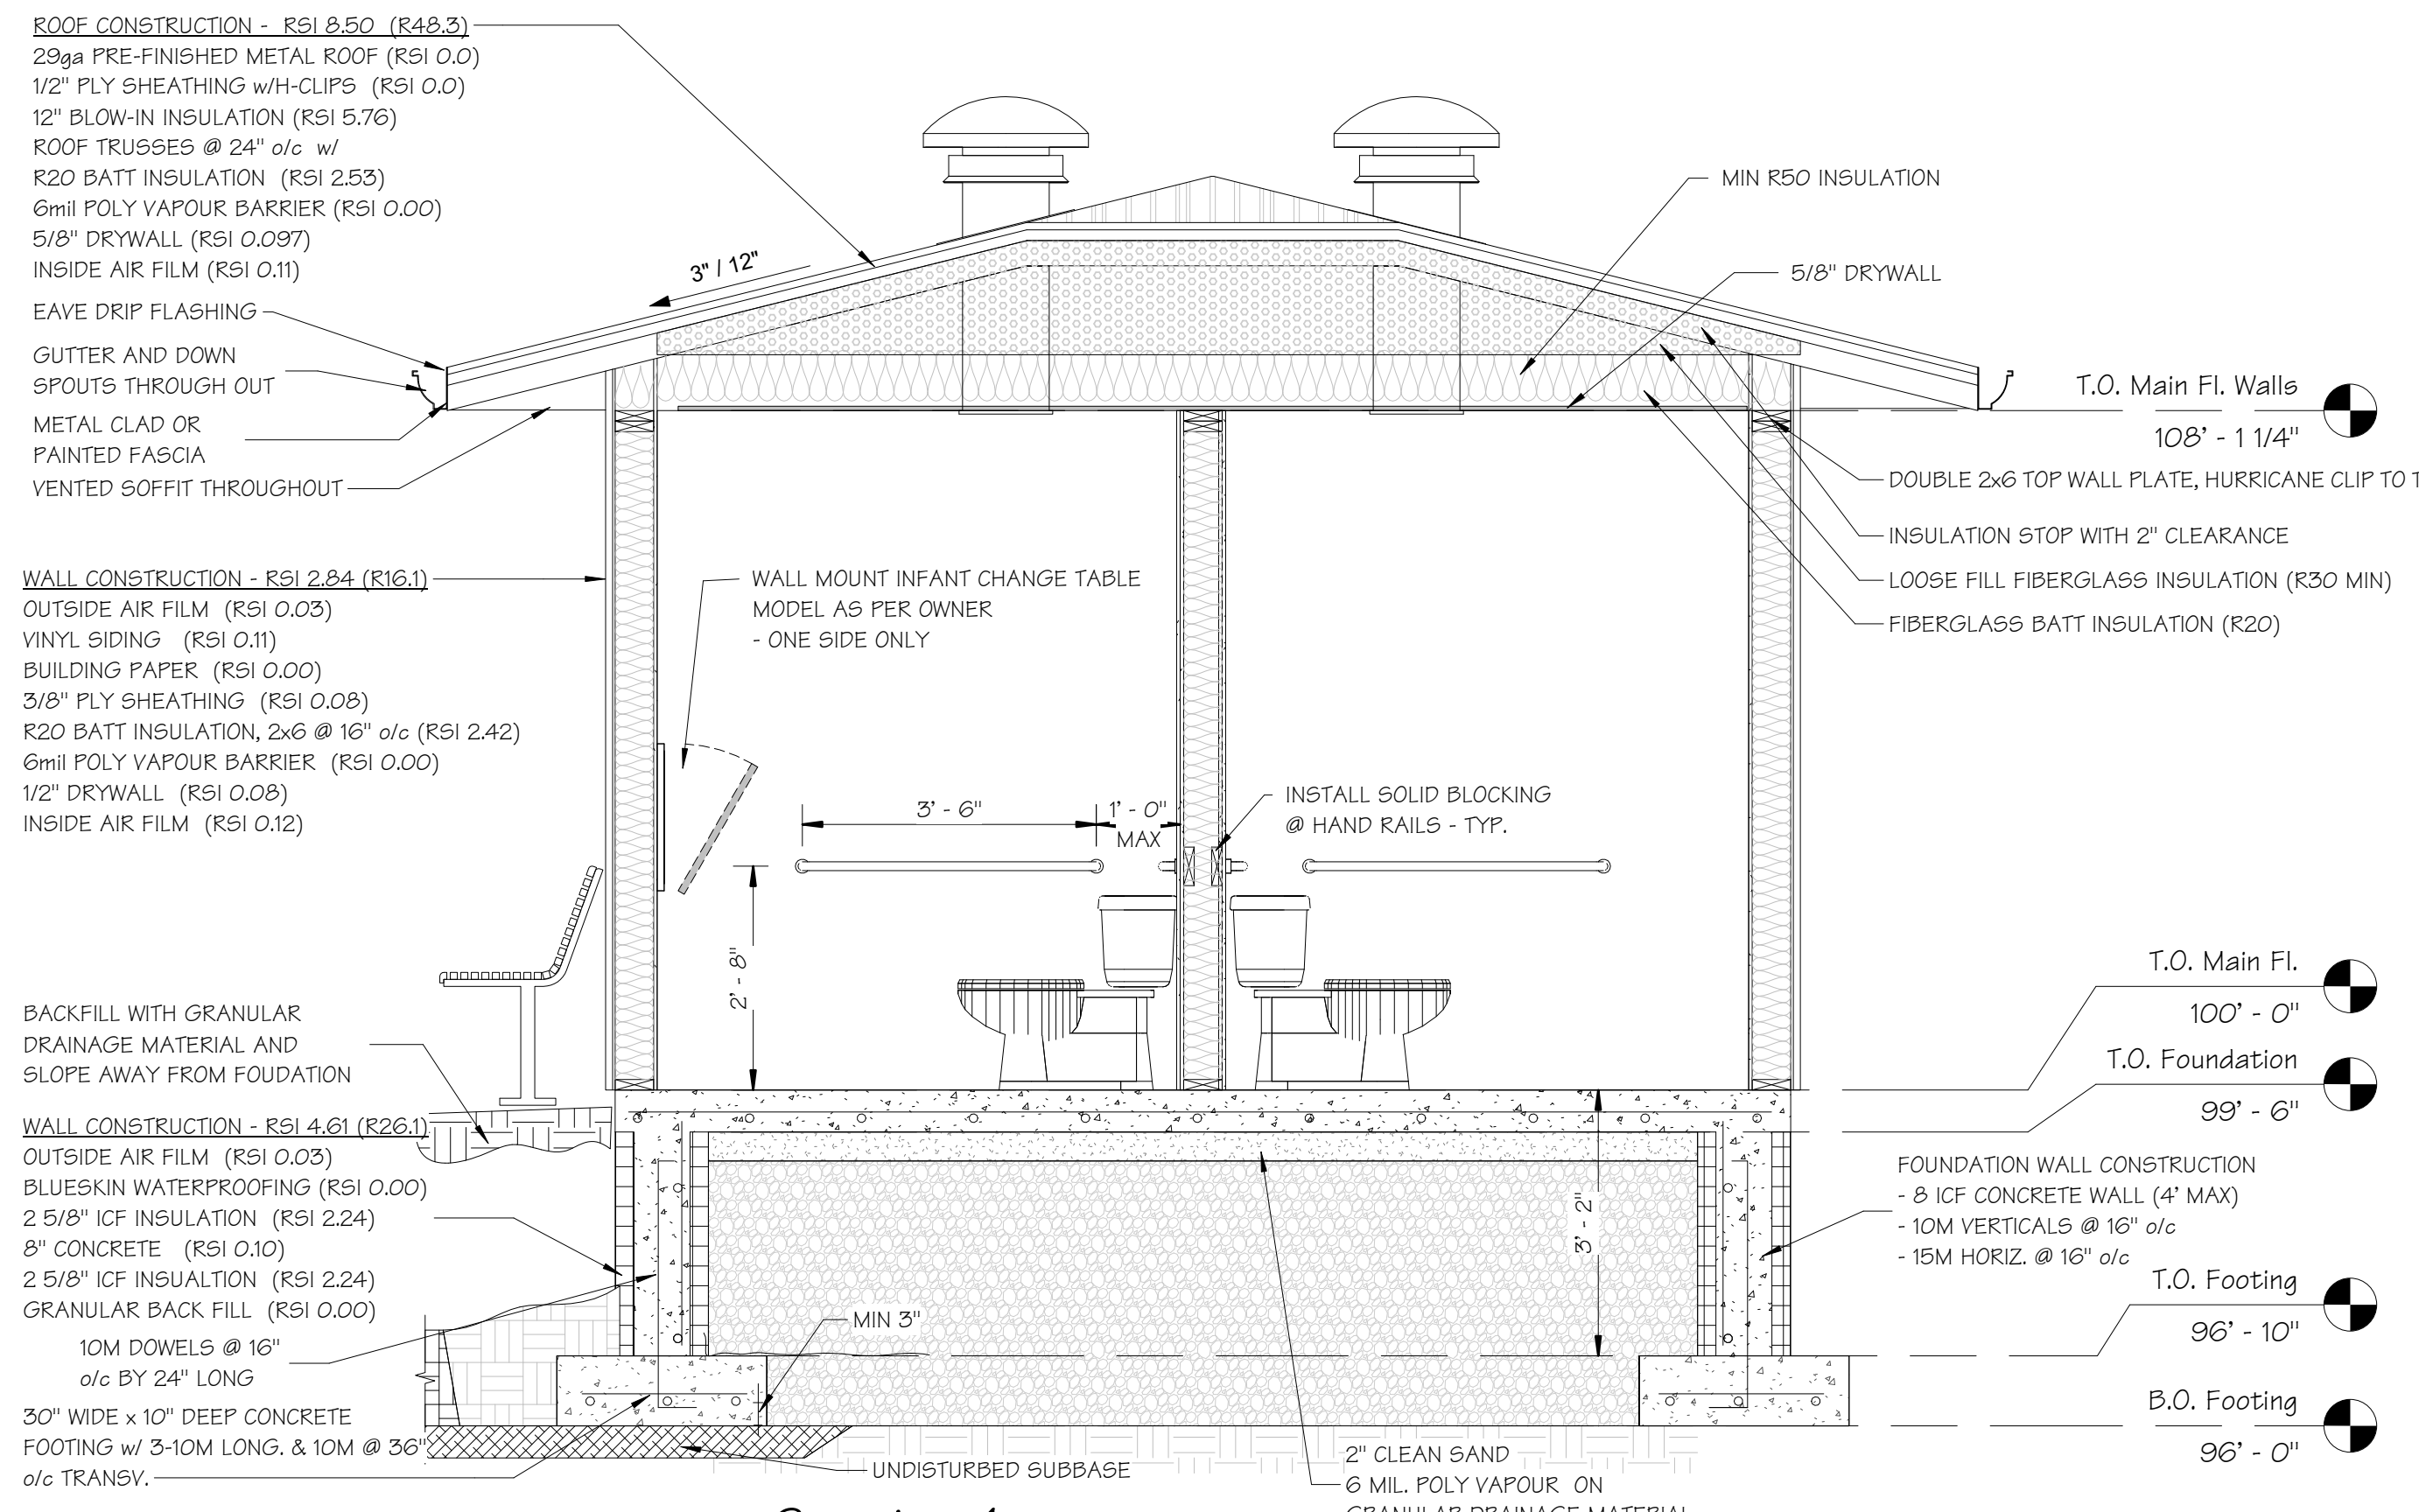 ROOF CONSTRUCTION - RSI 8.50 (R48.3)
29ga PRE-FINISHED METAL ROOF (RSI 0.0)
1/2" PLY SHEATHING w/H-CLIPS (RSI 0.0)
12" BLOW-IN INSULATION (RSI 5.76)
ROOF TRUSSES @ 24" o/c w/
R20 BATT INSULATION (RSI 2.53)
6mil POLY VAPOUR BARRIER (RSI 0.00)
5/8" DRYWALL (RSI 0.097)
INSIDE AIR FILM (RSI 0.11)
EAVE DRIP FLASHING
GUTTER AND DOWN
SPOUTS THROUGH OUT
METAL CLAD OR
PAINTED FASCIA
VENTED SOFFIT THROUGHOUT
3" / 12"
MIN R50 INSULATION
5/8" DRYWALL
T.O. Main Fl. Walls
108' - 1 1/4"
DOUBLE 2x6 TOP WALL PLATE, HURRICANE CLIP TO T
INSULATION STOP WITH 2" CLEARANCE
LOOSE FILL FIBERGLASS INSULATION (R30 MIN)
FIBERGLASS BATT INSULATION (R20)
WALL CONSTRUCTION - RSI 2.84 (R16.1)
OUTSIDE AIR FILM (RSI 0.03)
VINYL SIDING (RSI 0.11)
BUILDING PAPER (RSI 0.00)
3/8" PLY SHEATHING (RSI 0.08)
R20 BATT INSULATION, 2x6 @ 16" o/c (RSI 2.42)
6mil POLY VAPOUR BARRIER (RSI 0.00)
1/2" DRYWALL (RSI 0.08)
INSIDE AIR FILM (RSI 0.12)
WALL MOUNT INFANT CHANGE TABLE
MODEL AS PER OWNER
- ONE SIDE ONLY
3' - 6"
1' - 0"
MAX
INSTALL SOLID BLOCKING
@ HAND RAILS - TYP.
2' - 8"
T.O. Main Fl.
100' - 0"
T.O. Foundation
99' - 6"
BACKFILL WITH GRANULAR
DRAINAGE MATERIAL AND
SLOPE AWAY FROM FOUDATION
WALL CONSTRUCTION - RSI 4.61 (R26.1)
OUTSIDE AIR FILM (RSI 0.03)
BLUESKIN WATERPROOFING (RSI 0.00)
2 5/8" ICF INSULATION (RSI 2.24)
8" CONCRETE (RSI 0.10)
2 5/8" ICF INSUALTION (RSI 2.24)
GRANULAR BACK FILL (RSI 0.00)
10M DOWELS @ 16"
o/c BY 24" LONG
30" WIDE x 10" DEEP CONCRETE
FOOTING w/ 3-10M LONG. & 10M @ 36"
o/c TRANSV.
MIN 3"
UNDISTURBED SUBBASE
3' - 2"
FOUNDATION WALL CONSTRUCTION
- 8 ICF CONCRETE WALL (4' MAX)
- 10M VERTICALS @ 16" o/c
- 15M HORIZ. @ 16" o/c
T.O. Footing
96' - 10"
B.O. Footing
96' - 0"
2" CLEAN SAND
6 MIL. POLY VAPOUR ON
GRANULAR DRAINAGE MATERIAL